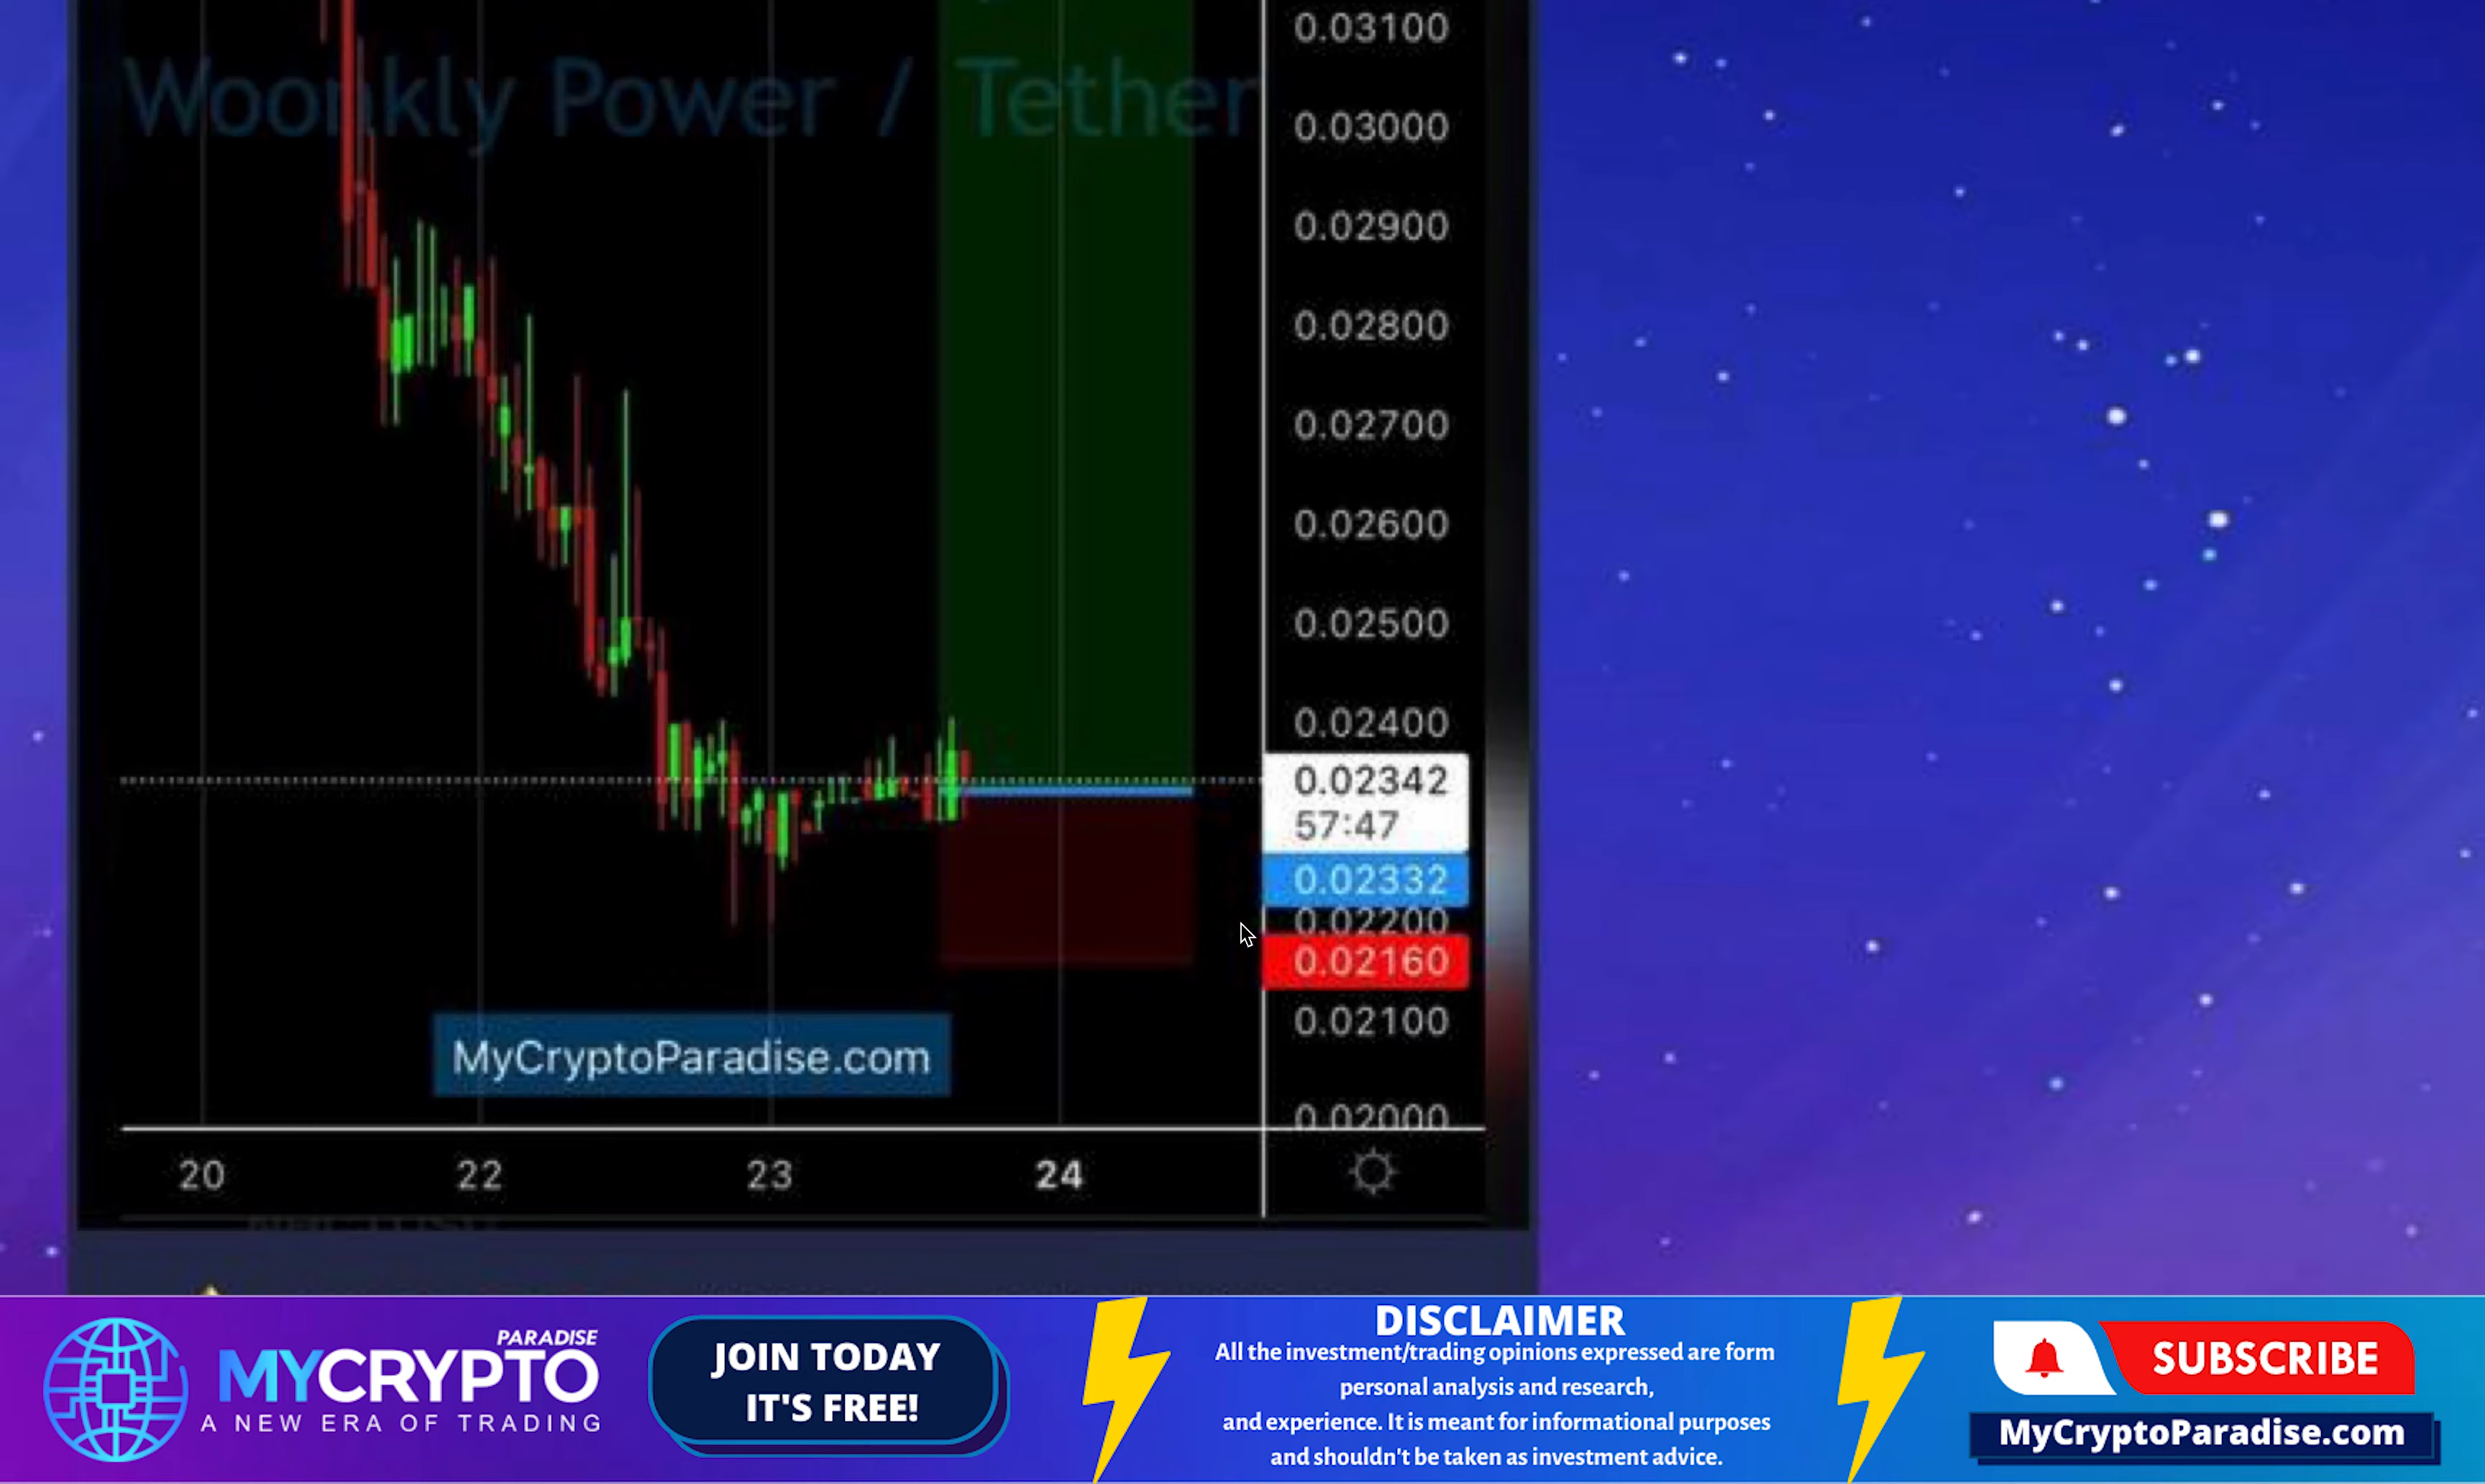 Woonkly Power / Tether
0.03100
0.03000
0.02900
0.02800
0.02700
0.02600
0.02500
0.02400
0.02342
57:47
0.02332
0.02200
0.02160
0.02100
0.02000
MyCryptoParadise.com
20 22 23 24
PARADISE
MYCRYPTO
A NEW ERA OF TRADING
JOIN TODAY
IT'S FREE!
DISCLAIMER
All the investment/trading opinions expressed are form
personal analysis and research,
and experience. It is meant for informational purposes
and shouldn't be taken as investment advice.
SUBSCRIBE
MyCryptoParadise.com